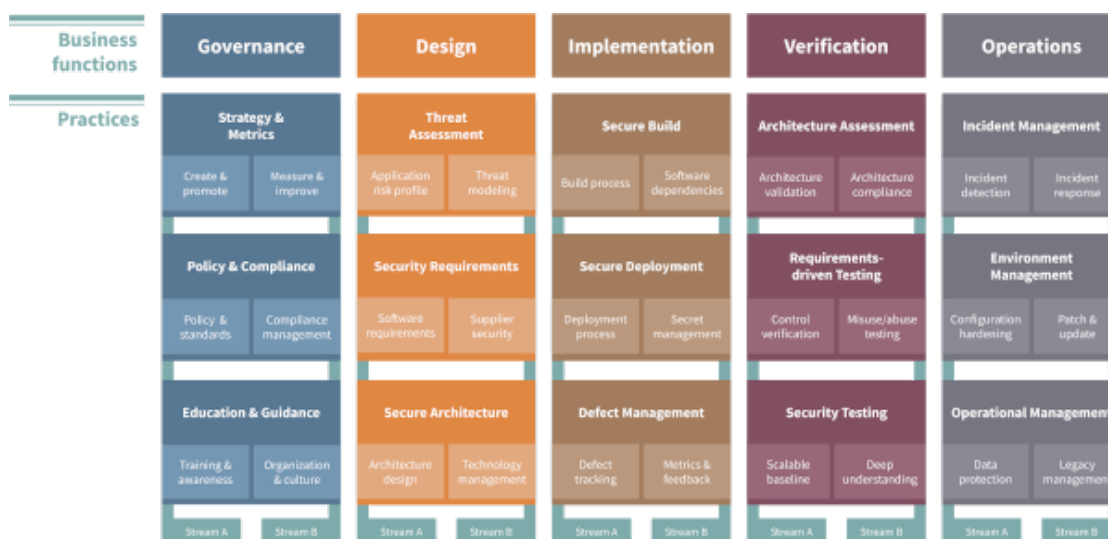 Business
functions
Governance
Design
Implementation
Verification
Operations
Practices
Strategy &
Metrics
Create &
promote
Measure &
improve
Policy & Compliance
Policy &
standards
Compliance
management
Education & Guidance
Training &
awareness
Organization
& culture
Stream A
Stream B
Threat
Assessment
Application
risk profile
Threat
modeling
Security Requirements
Software
requirements
Supplier
security
Secure Architecture
Architecture
design
Technology
management
Stream A
Stream B
Secure Build
Build process
Software
dependencies
Secure Deployment
Deployment
process
Secret
management
Defect Management
Defect
tracking
Metrics &
feedback
Stream A
Stream B
Architecture Assessment
Architecture
validation
Architecture
compliance
Requirements-
driven Testing
Control
verification
Misuse/abuse
testing
Security Testing
Scalable
baseline
Deep
understanding
Stream A
Stream B
Incident Management
Incident
detection
Incident
response
Environment
Management
Configuration
hardening
Patch &
update
Operational Management
Data
protection
Legacy
management
Stream A
Stream B